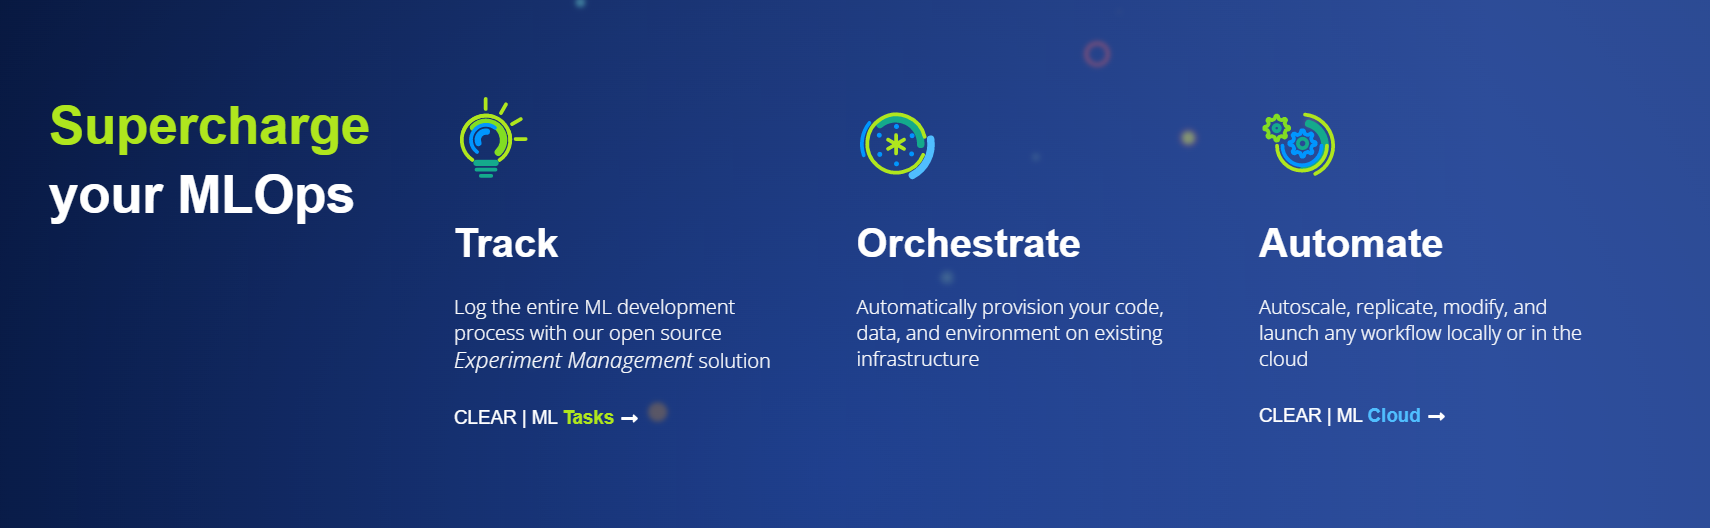 Supercharge
your MLOps
Track
Log the entire ML development
process with our open source
Experiment Management solution
CLEAR | ML Tasks →
Orchestrate
Automatically provision your code,
data, and environment on existing
infrastructure
Automate
Autoscale, replicate, modify, and
launch any workflow locally or in the
cloud
CLEAR | ML Cloud →